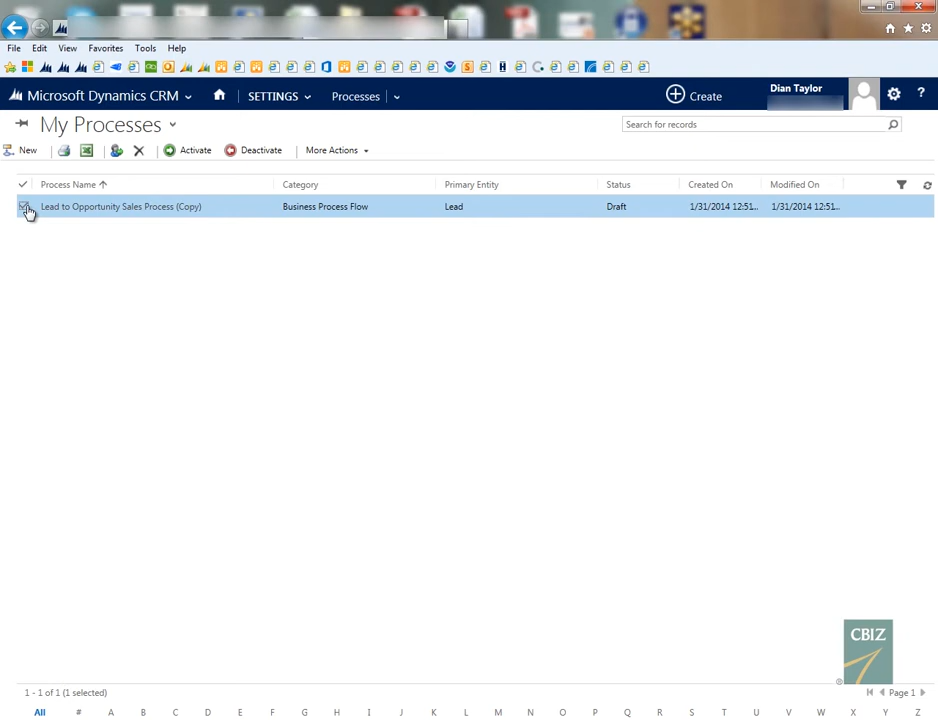 File Edit View Favorites Tools Help
Microsoft Dynamics CRM SETTINGS Processes Create Dian Taylor ?
My Processes
Search for records
New Activate Deactivate More Actions
Process Name Category Primary Entity Status Created On Modified On
Lead to Opportunity Sales Process (Copy) Business Process Flow Lead Draft 1/31/2014 12:51... 1/31/2014 12:51...
CBIZ
®
1 - 1 of 1 (1 selected) Page 1
All # A B C D E F G H I J K L M N O P Q R S T U V W X Y Z